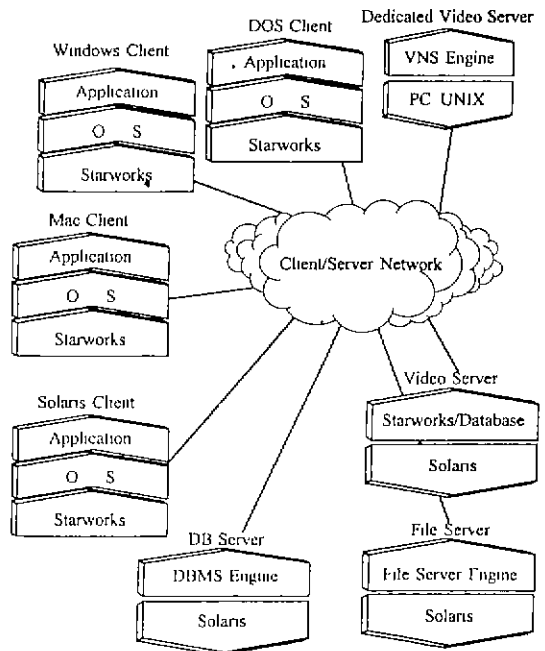 Dedicated Video Server
VNS Engine
PC UNIX
DOS Client
Application
O S
Starworks
Windows Client
Application
O S
Starworks
Client/Server Network
Mac Client
Application
O S
Starworks
Solaris Client
Application
O S
Starworks
Video Server
Starworks/Database
Solaris
DB Server
DBMS Engine
Solaris
File Server
File Server Engine
Solaris